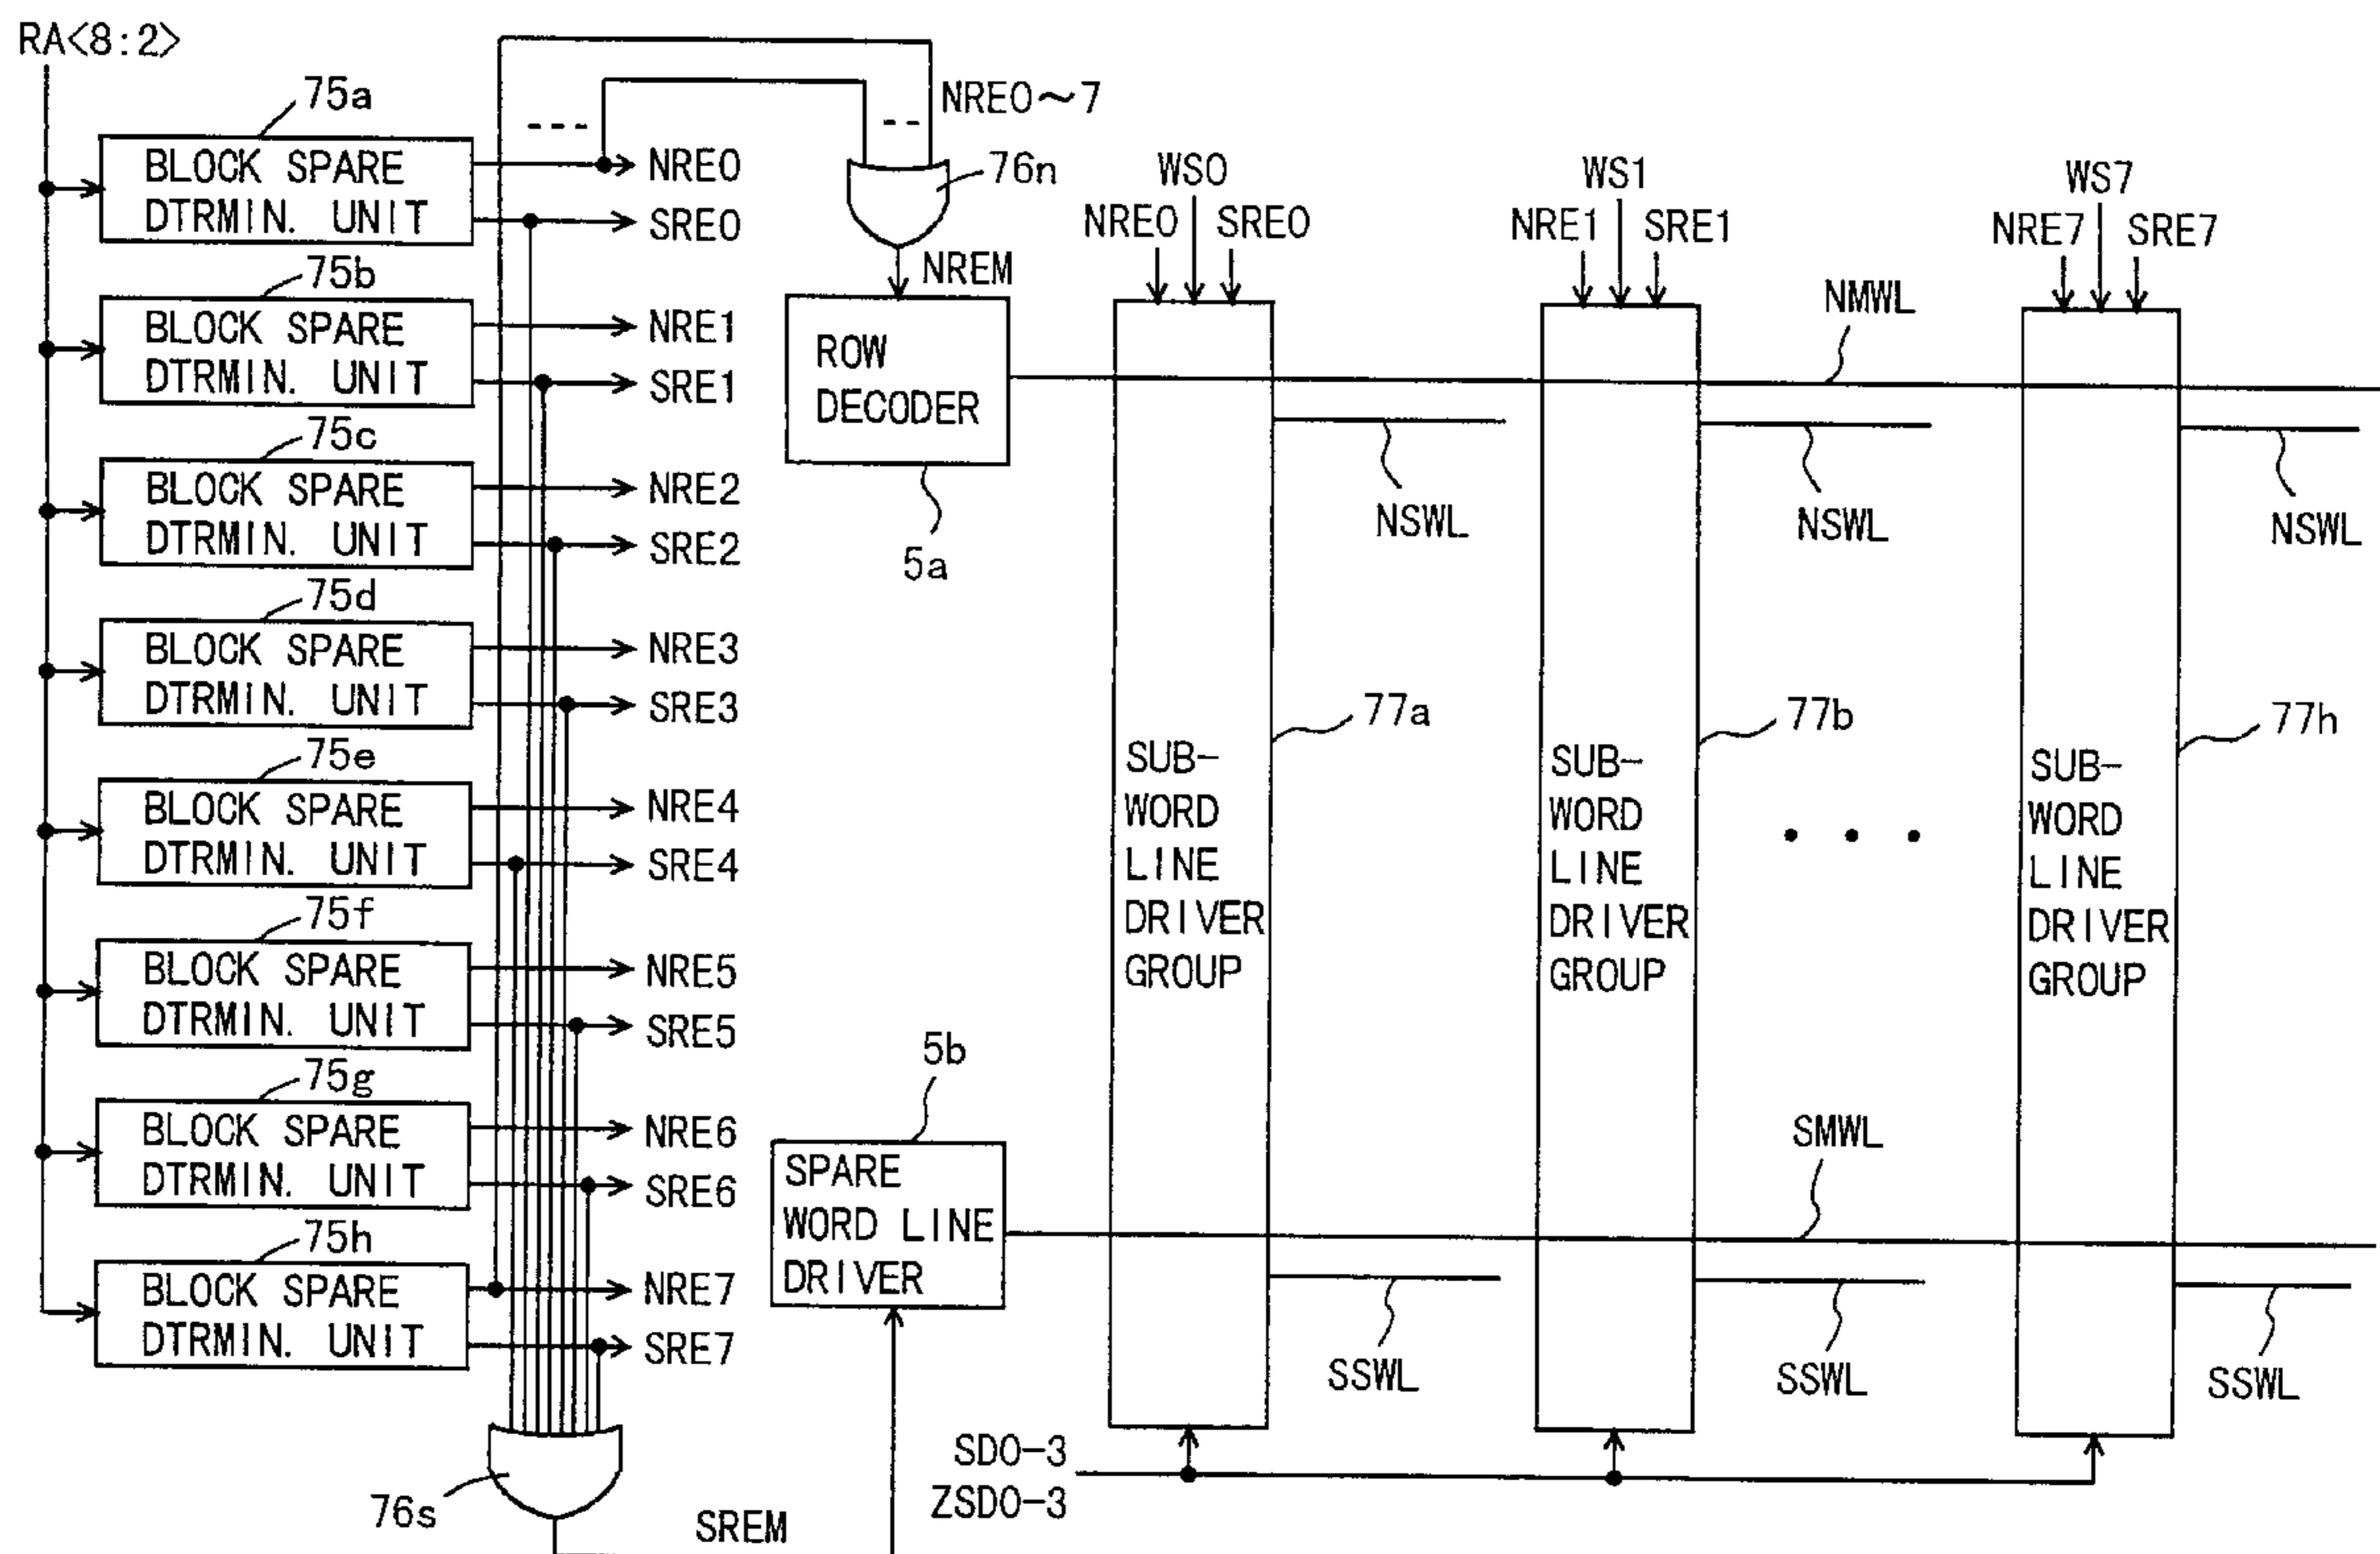 RA<8:2>
75a
BLOCK SPARE
DTRMIN. UNIT
NRE0
SRE0
75b
BLOCK SPARE
DTRMIN. UNIT
NRE1
SRE1
75c
BLOCK SPARE
DTRMIN. UNIT
NRE2
SRE2
75d
BLOCK SPARE
DTRMIN. UNIT
NRE3
SRE3
75e
BLOCK SPARE
DTRMIN. UNIT
NRE4
SRE4
75f
BLOCK SPARE
DTRMIN. UNIT
NRE5
SRE5
75g
BLOCK SPARE
DTRMIN. UNIT
NRE6
SRE6
75h
BLOCK SPARE
DTRMIN. UNIT
NRE7
SRE7
76s
SREM
NRE0~7
76n
NREM
ROW
DECODER
5a
5b
SPARE
WORD LINE
DRIVER
WS0
NRE0
SRE0
SUB-
WORD
LINE
DRIVER
GROUP
77a
NSWL
SSWL
WS1
NRE1
SRE1
SUB-
WORD
LINE
DRIVER
GROUP
77b
NMWL
NSWL
SMWL
SSWL
WS7
NRE7
SRE7
SUB-
WORD
LINE
DRIVER
GROUP
77h
NSWL
SSWL
SD0-3
ZSD0-3